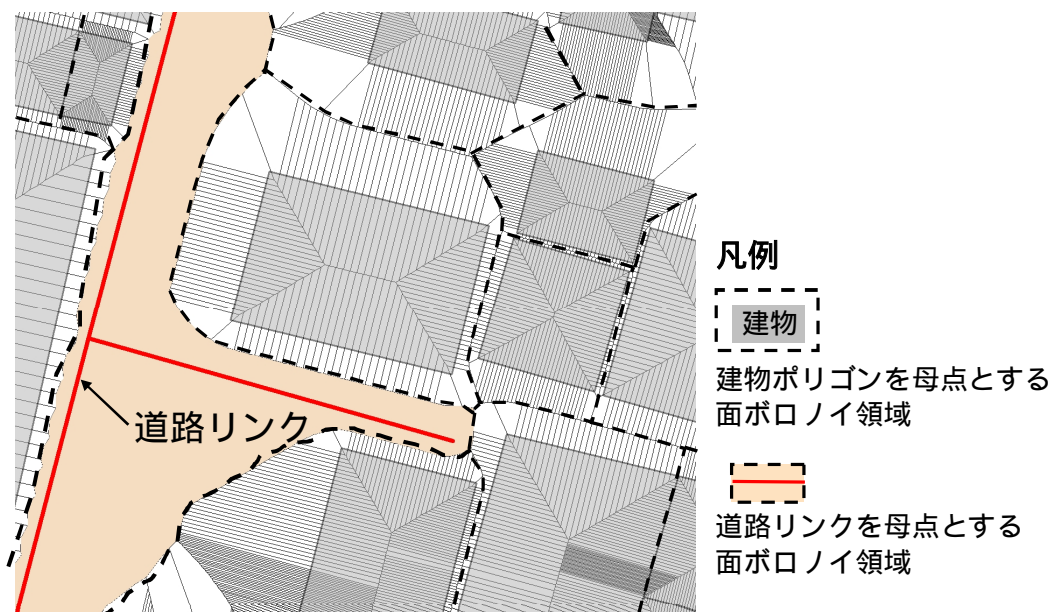 道路リンク
凡例
建物
建物ポリゴンを母点とする
面ボロノイ領域
道路リンクを母点とする
面ボロノイ領域